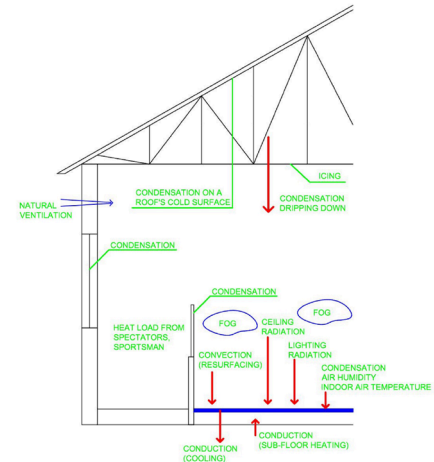 ICING
CONDENSATION ON A
ROOF'S COLD SURFACE
CONDENSATION
DRIPPING DOWN
NATURAL
VENTILATION
CONDENSATION
CONDENSATION
FOG
FOG
HEAT LOAD FROM
SPECTATORS,
SPORTSMAN
CEILING
RADIATION
LIGHTING
RADIATION
CONVECTION
(RESURFACING)
CONDENSATION
AIR HUMIDITY
INDOOR AIR TEMPERATURE
CONDUCTION
(SUB-FLOOR HEATING)
CONDUCTION
(COOLING)